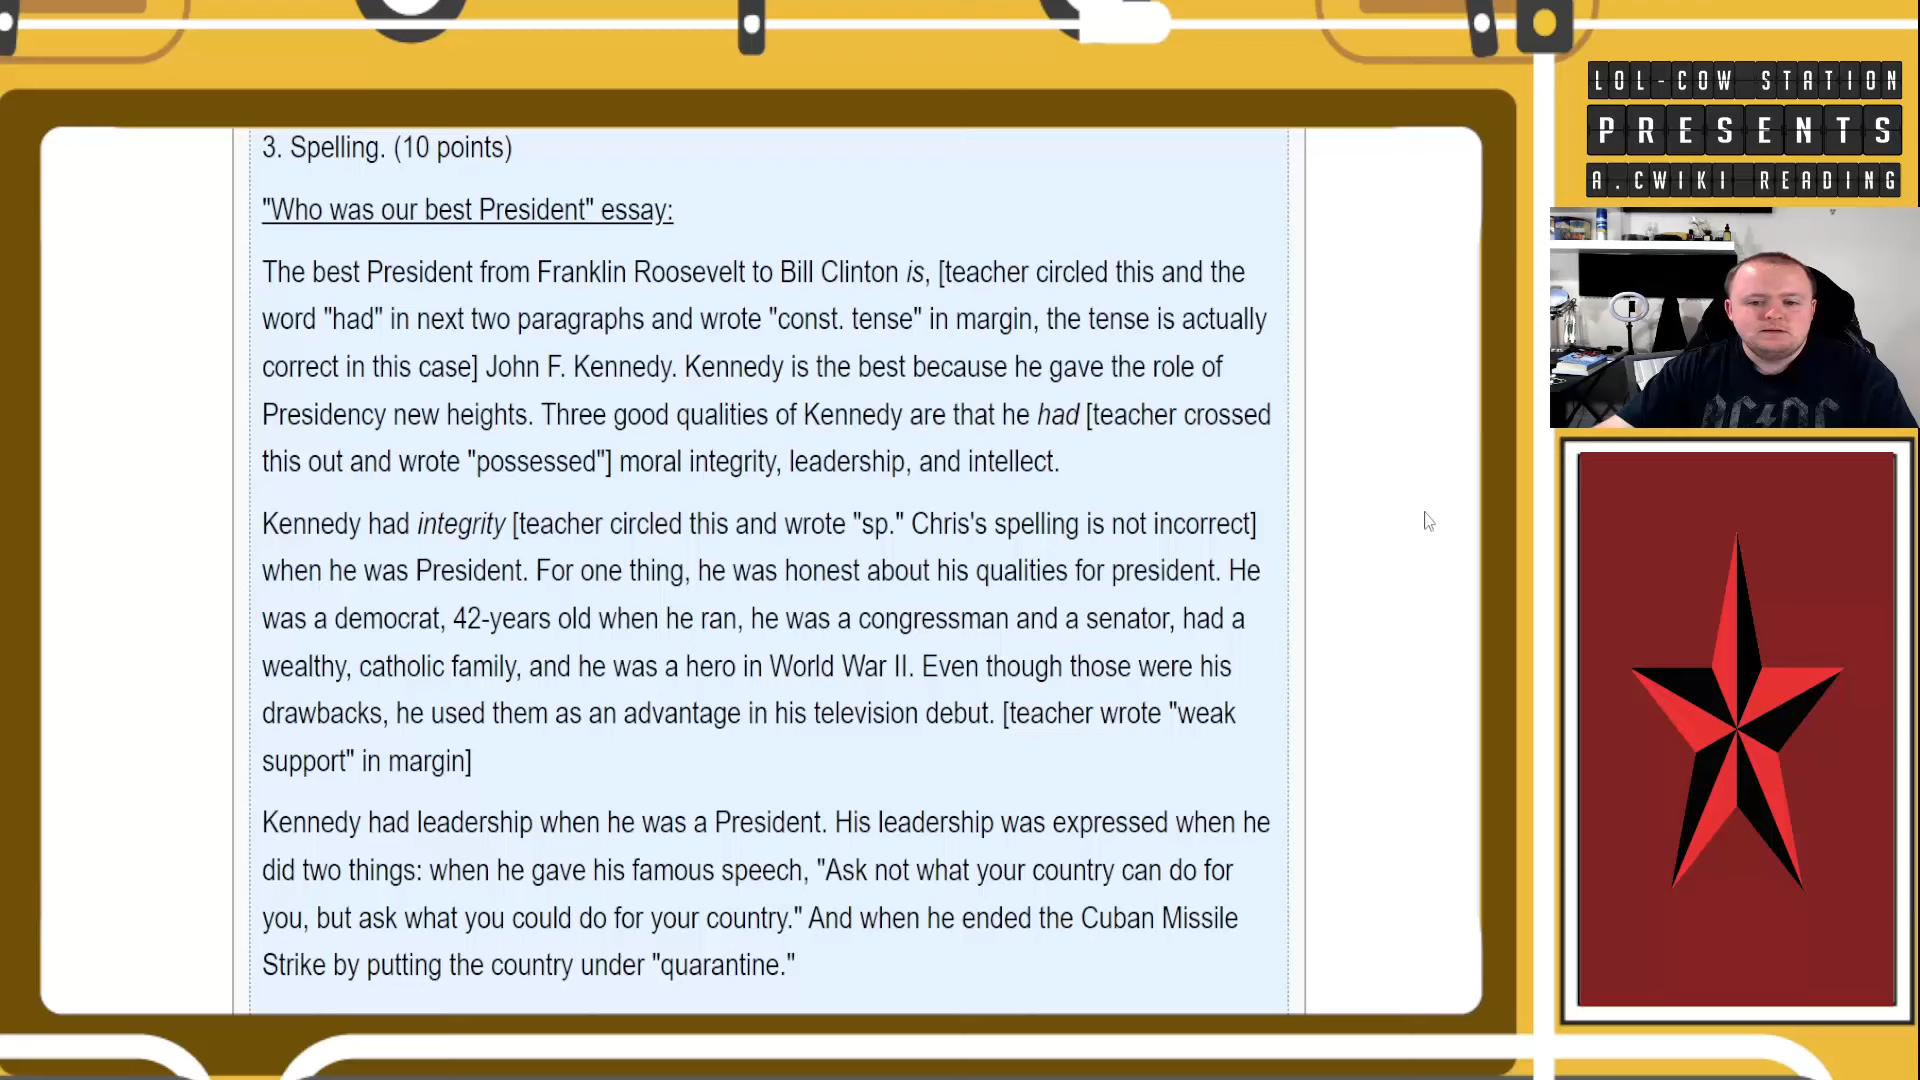 3. Spelling. (10 points)
"Who was our best President" essay:
The best President from Franklin Roosevelt to Bill Clinton is, [teacher circled this and the
word "had" in next two paragraphs and wrote "const. tense" in margin, the tense is actually
correct in this case] John F. Kennedy. Kennedy is the best because he gave the role of
Presidency new heights. Three good qualities of Kennedy are that he had [teacher crossed
this out and wrote "possessed"] moral integrity, leadership, and intellect.
Kennedy had integrity [teacher circled this and wrote "sp." Chris's spelling is not incorrect]
when he was President. For one thing, he was honest about his qualities for president. He
was a democrat, 42-years old when he ran, he was a congressman and a senator, had a
wealthy, catholic family, and he was a hero in World War II. Even though those were his
drawbacks, he used them as an advantage in his television debut. [teacher wrote "weak
support" in margin]
Kennedy had leadership when he was a President. His leadership was expressed when he
did two things: when he gave his famous speech, "Ask not what your country can do for
you, but ask what you could do for your country." And when he ended the Cuban Missile
Strike by putting the country under "quarantine."
LOL-COW STATION
PRESENTS
A.CWIKI READING
AC/DC